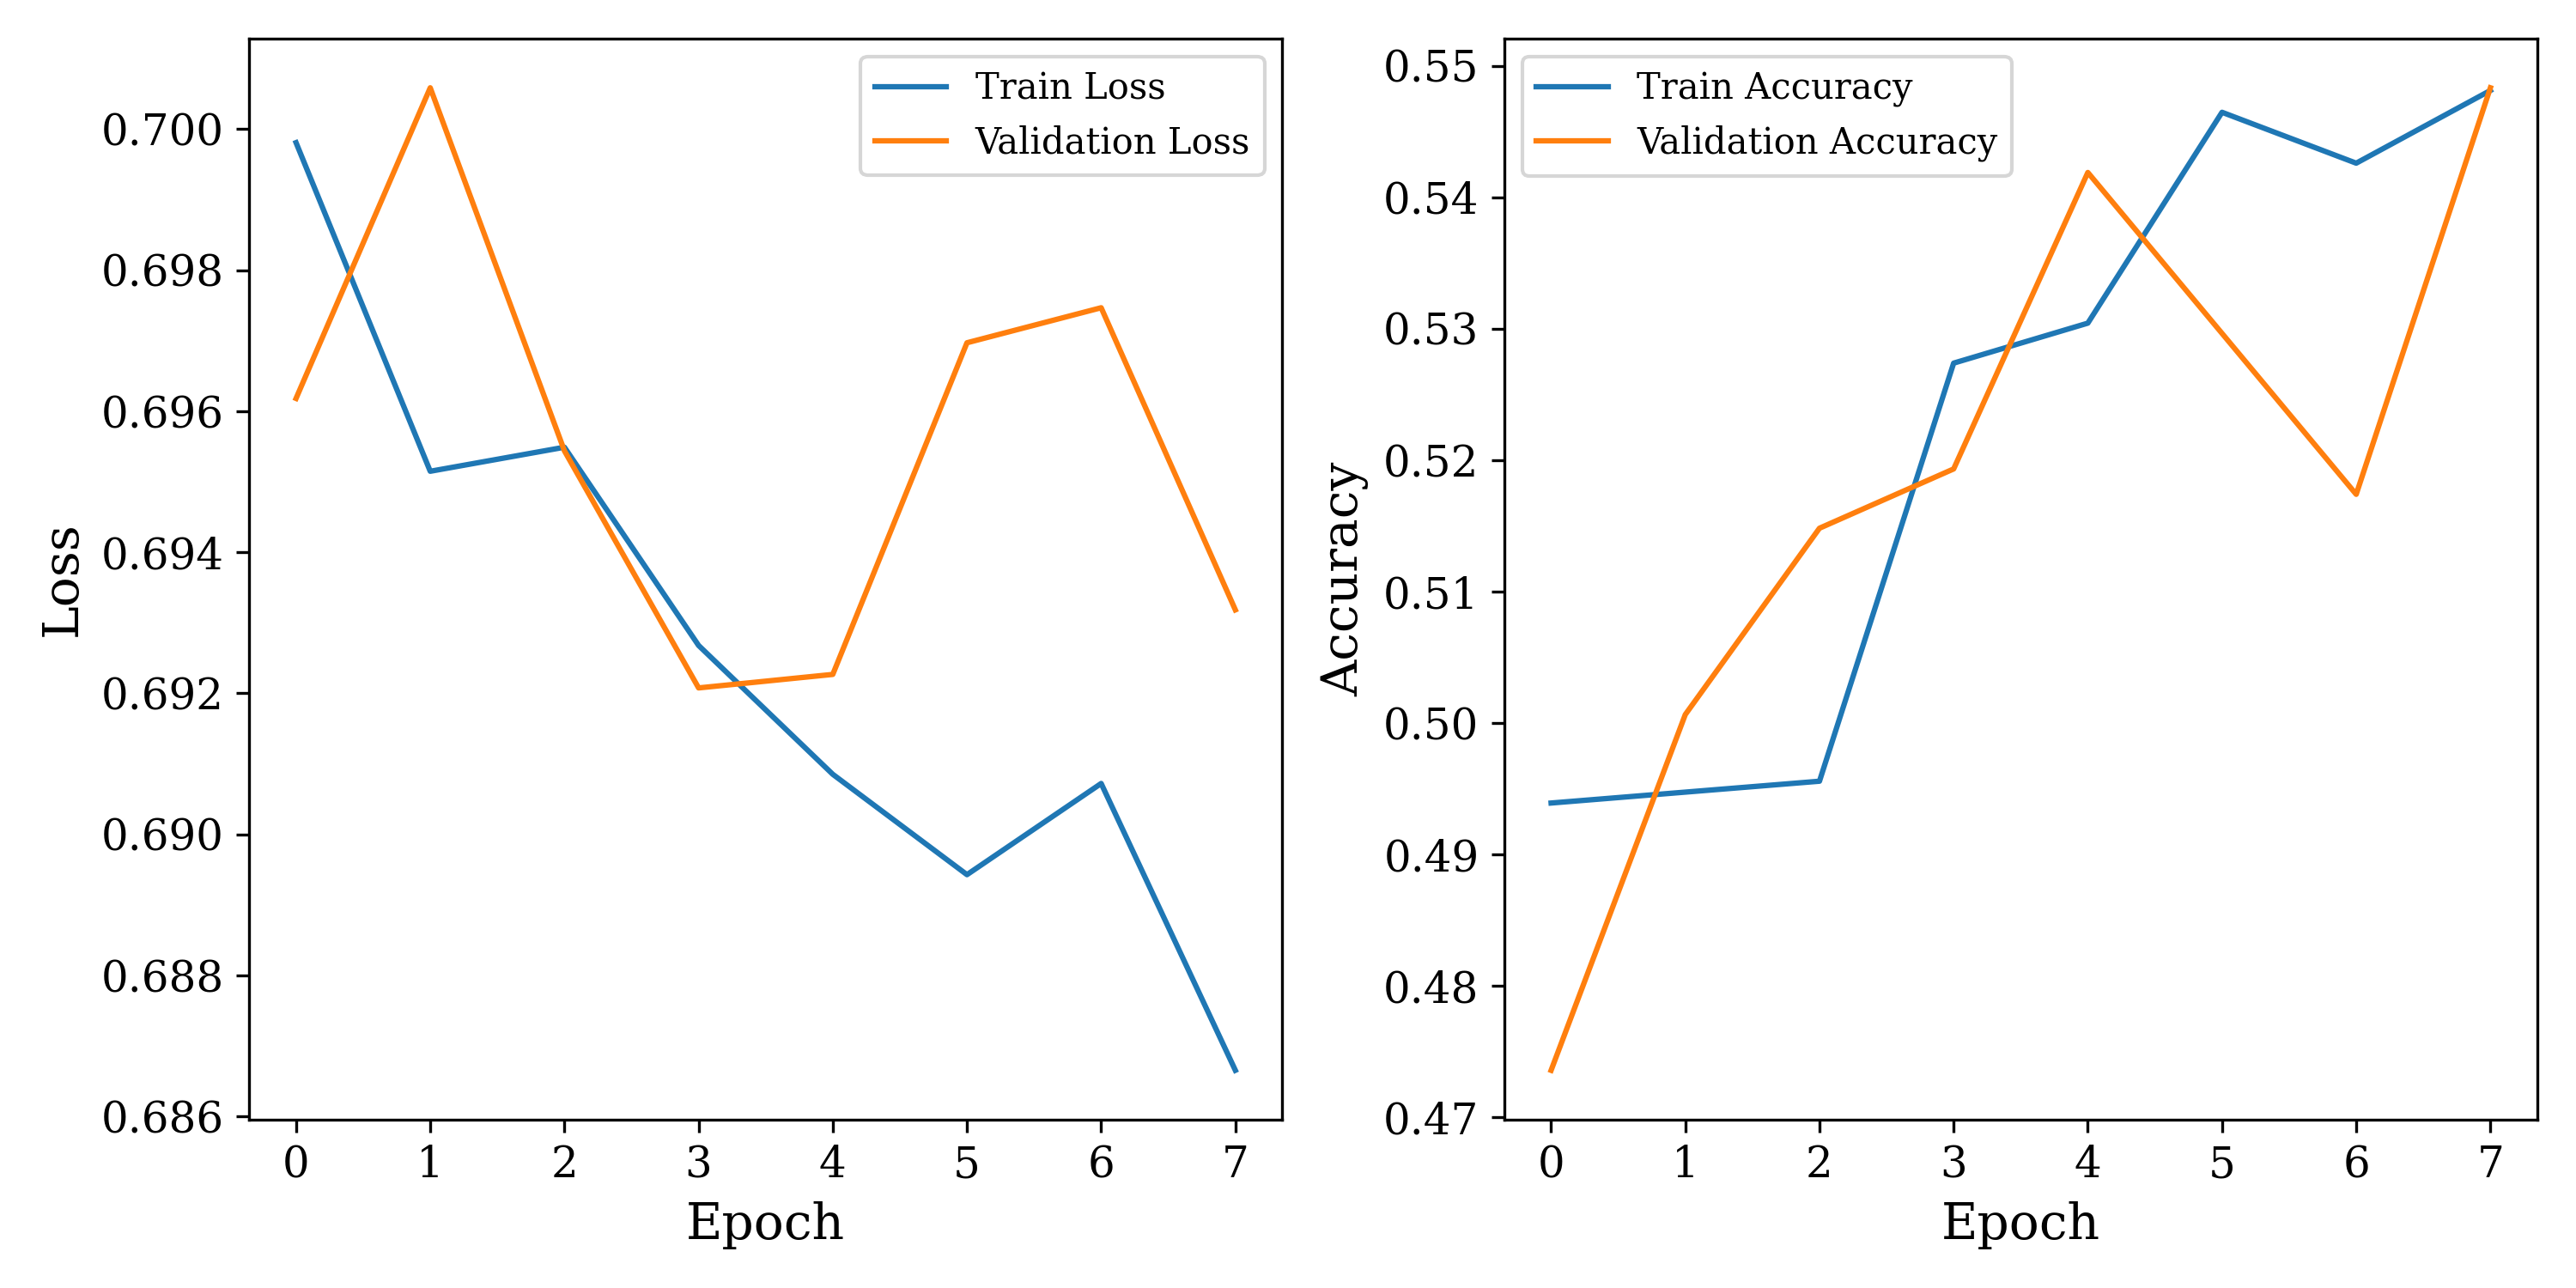 Train Loss
Validation Loss
0.700
0.698
0.696
0.694
0.692
0.690
0.688
0.686
Loss
0 1 2 3 4 5 6 7
Epoch
Train Accuracy
Validation Accuracy
0.55
0.54
0.53
0.52
0.51
0.50
0.49
0.48
0.47
Accuracy
0 1 2 3 4 5 6 7
Epoch